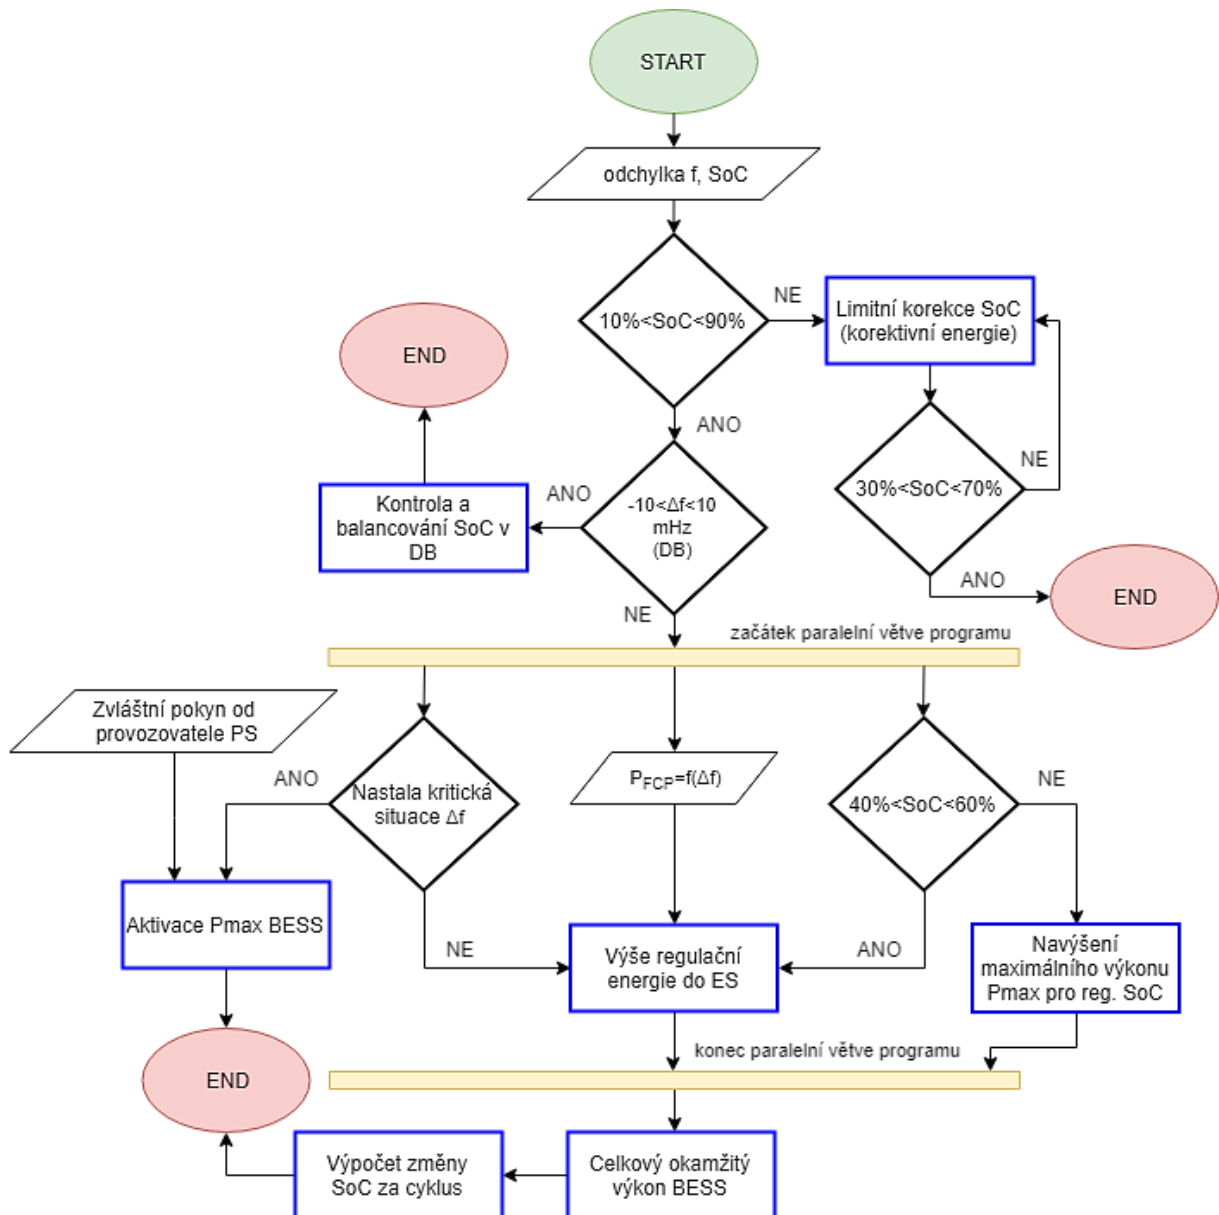 START
odchylka f, SoC
10%<SoC<90%
NE
Limitní korekce SoC
(korektivní energie)
END
ANO
30%<SoC<70%
NE
ANO
END
-10<Δf<10
mHz
(DB)
ANO
Kontrola a
balancování SoC v
DB
NE
začátek paralelní větve programu
Zvláštní pokyn od
provozovatele PS
ANO
Nastala kritická
situace Δf
P_FCP=f(Δf)
40%<SoC<60%
NE
Aktivace Pmax BESS
NE
Výše regulační
energie do ES
ANO
Navýšení
maximálního výkonu
Pmax pro reg. SoC
konec paralelní větve programu
END
Výpočet změny
SoC za cyklus
Celkový okamžitý
výkon BESS